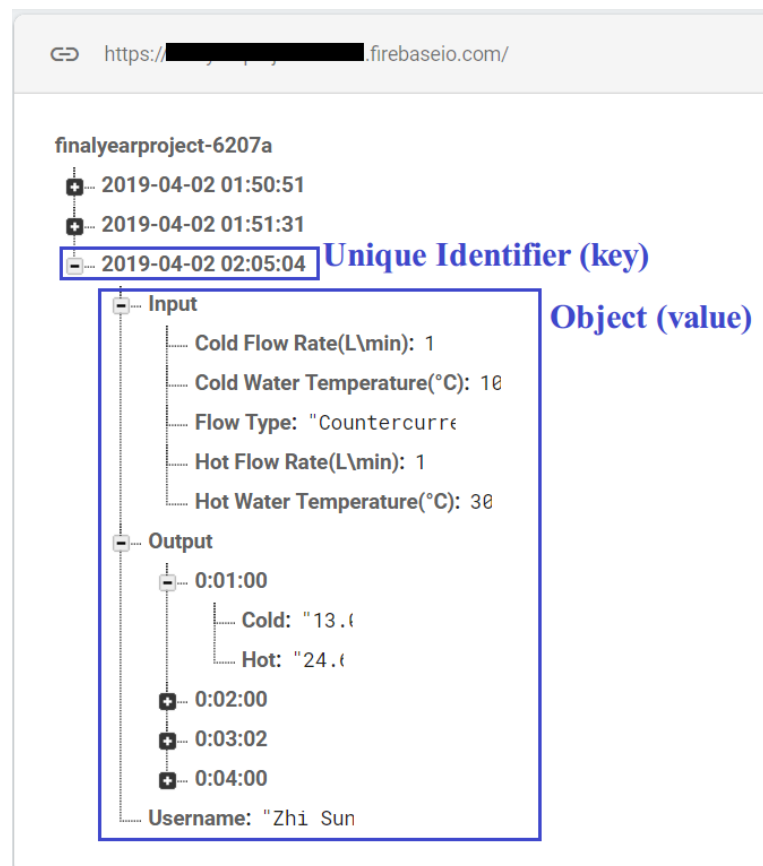 https:// .firebaseio.com/
finalyearproject-6207a
2019-04-02 01:50:51
2019-04-02 01:51:31
2019-04-02 02:05:04 Unique Identifier (key)
Input
Object (value)
Cold Flow Rate(L\min): 1
Cold Water Temperature(°C): 10
Flow Type: "Countercurre
Hot Flow Rate(L\min): 1
Hot Water Temperature(°C): 30
Output
0:01:00
Cold: "13.
Hot: "24.
0:02:00
0:03:02
0:04:00
Username: "Zhi Sun